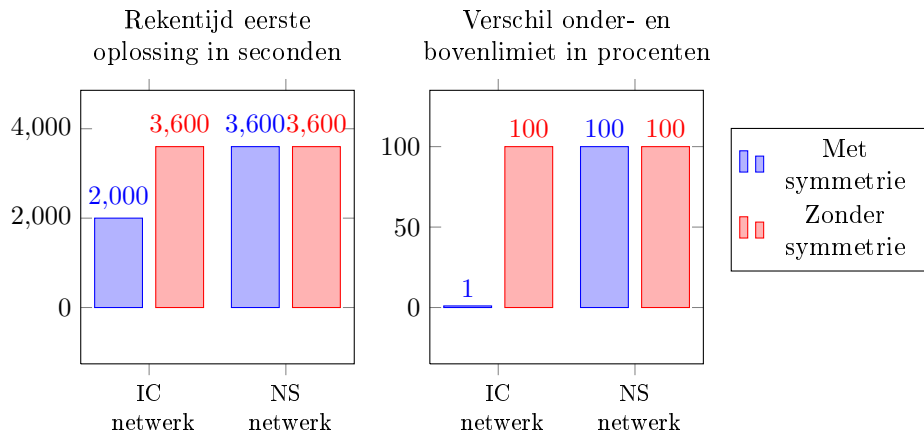 Rekentijd eerste
oplossing in seconden
4,000
2,000
0
2,000
3,600
3,600
3,600
IC
netwerk
NS
netwerk
Verschil onder- en
bovenlimiet in procenten
100
50
0
1
100
100
100
IC
netwerk
NS
netwerk
Met
symmetrie
Zonder
symmetrie